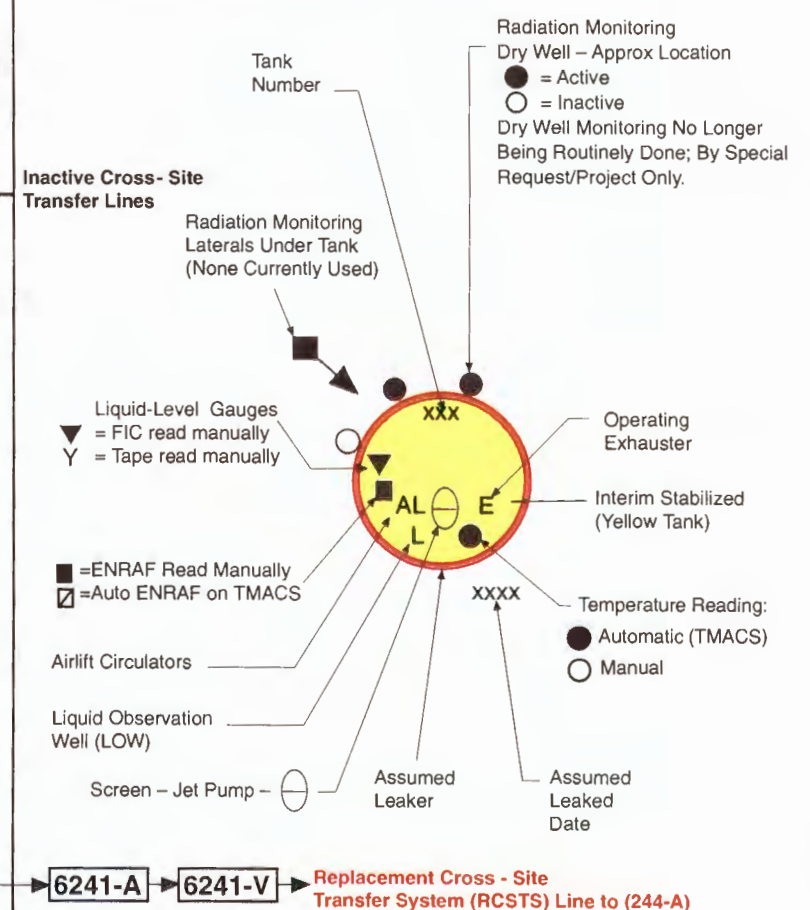 Radiation Monitoring
Dry Well – Approx Location
= Active
= Inactive
Dry Well Monitoring No Longer
Being Routinely Done; By Special
Request/Project Only.
Tank
Number
Inactive Cross- Site
Transfer Lines
Radiation Monitoring
Laterals Under Tank
(None Currently Used)
Liquid-Level Gauges
= FIC read manually
Y = Tape read manually
XXX
Operating
Exhauster
AL
E
L
Interim Stabilized
(Yellow Tank)
=ENRAF Read Manually
=Auto ENRAF on TMACS
XXXX
Temperature Reading:
Automatic (TMACS)
Manual
Airlift Circulators
Liquid Observation
Well (LOW)
Screen – Jet Pump –
Assumed
Leaker
Assumed
Leaked
Date
6241-A
6241-V
Replacement Cross - Site
Transfer System (RCSTS) Line to (244-A)